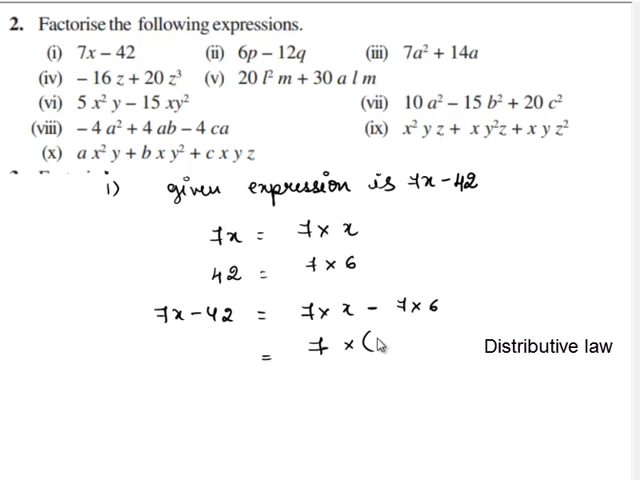 2. Factorise the following expressions.
(i) 7x – 42 (ii) 6p – 12q (iii) 7a² + 14a
(iv) – 16 z + 20 z³ (v) 20 l² m + 30 a l m
(vi) 5 x² y – 15 xy² (vii) 10 a² – 15 b² + 20 c²
(viii) – 4 a² + 4 ab – 4 ca (ix) x² y z + x y²z + x y z²
(x) a x² y + b x y² + c x y z
i) given expression is 7x - 42
7x = 7 × x
42 = 7 × 6
7x - 42 = 7 × x - 7 × 6
= 7 × ( Distributive law